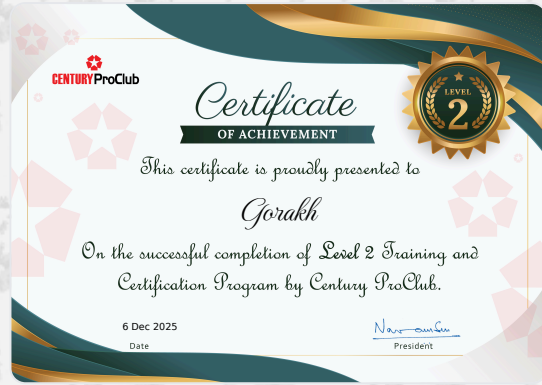 CENTURY ProClub
Certificate
OF ACHIEVEMENT
LEVEL
2
This certificate is proudly presented to
Gorakh
On the successful completion of Level 2 Training and
Certification Program by Century ProClub.
6 Dec 2025
Date
President